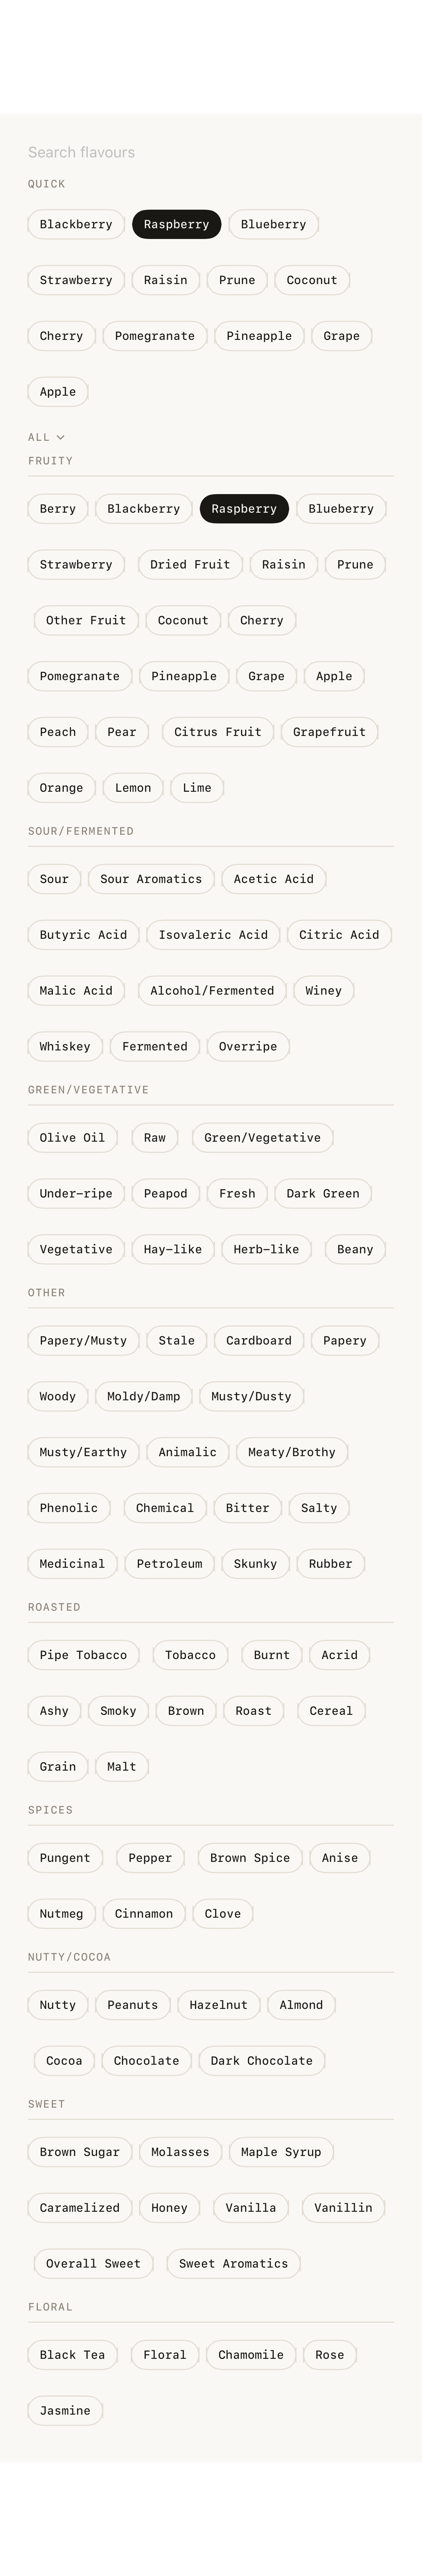 Search flavours
QUICK
Blackberry Raspberry Blueberry
Strawberry Raisin Prune Coconut
Cherry Pomegranate Pineapple Grape
Apple
ALL
FRUITY
Berry Blackberry Raspberry Blueberry
Strawberry Dried Fruit Raisin Prune
Other Fruit Coconut Cherry
Pomegranate Pineapple Grape Apple
Peach Pear Citrus Fruit Grapefruit
Orange Lemon Lime
SOUR/FERMENTED
Sour Sour Aromatics Acetic Acid
Butyric Acid Isovaleric Acid Citric Acid
Malic Acid Alcohol/Fermented Winey
Whiskey Fermented Overripe
GREEN/VEGETATIVE
Olive Oil Raw Green/Vegetative
Under-ripe Peapod Fresh Dark Green
Vegetative Hay-like Herb-like Beany
OTHER
Papery/Musty Stale Cardboard Papery
Woody Moldy/Damp Musty/Dusty
Musty/Earthy Animalic Meaty/Brothy
Phenolic Chemical Bitter Salty
Medicinal Petroleum Skunky Rubber
ROASTED
Pipe Tobacco Tobacco Burnt Acrid
Ashy Smoky Brown Roast Cereal
Grain Malt
SPICES
Pungent Pepper Brown Spice Anise
Nutmeg Cinnamon Clove
NUTTY/COCOA
Nutty Peanuts Hazelnut Almond
Cocoa Chocolate Dark Chocolate
SWEET
Brown Sugar Molasses Maple Syrup
Caramelized Honey Vanilla Vanillin
Overall Sweet Sweet Aromatics
FLORAL
Black Tea Floral Chamomile Rose
Jasmine